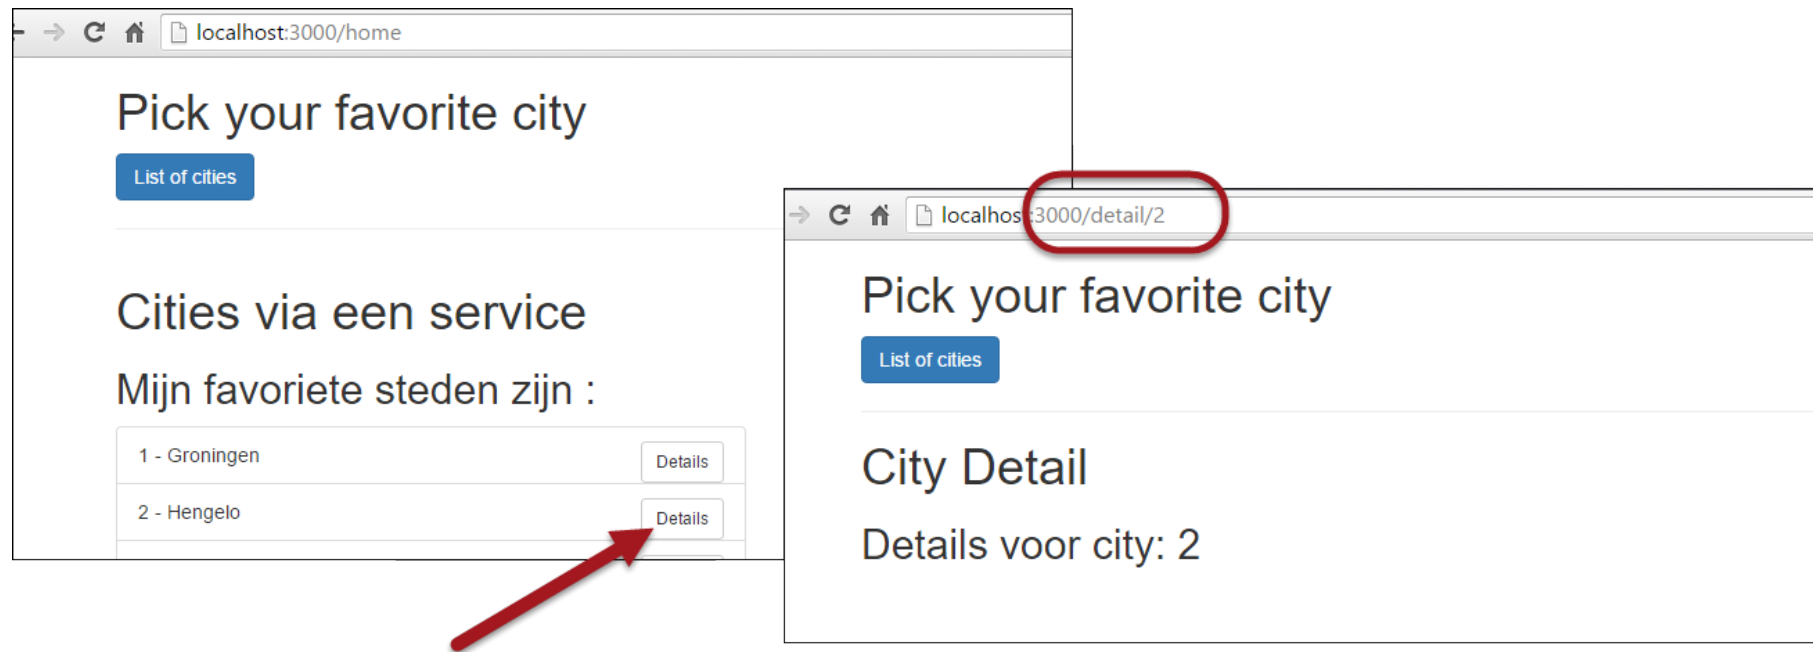 localhost:3000/home
Pick your favorite city
List of cities
Cities via een service
Mijn favoriete steden zijn :
1 - Groningen
Details
2 - Hengelo
Details
localhost:3000/detail/2
Pick your favorite city
List of cities
City Detail
Details voor city: 2